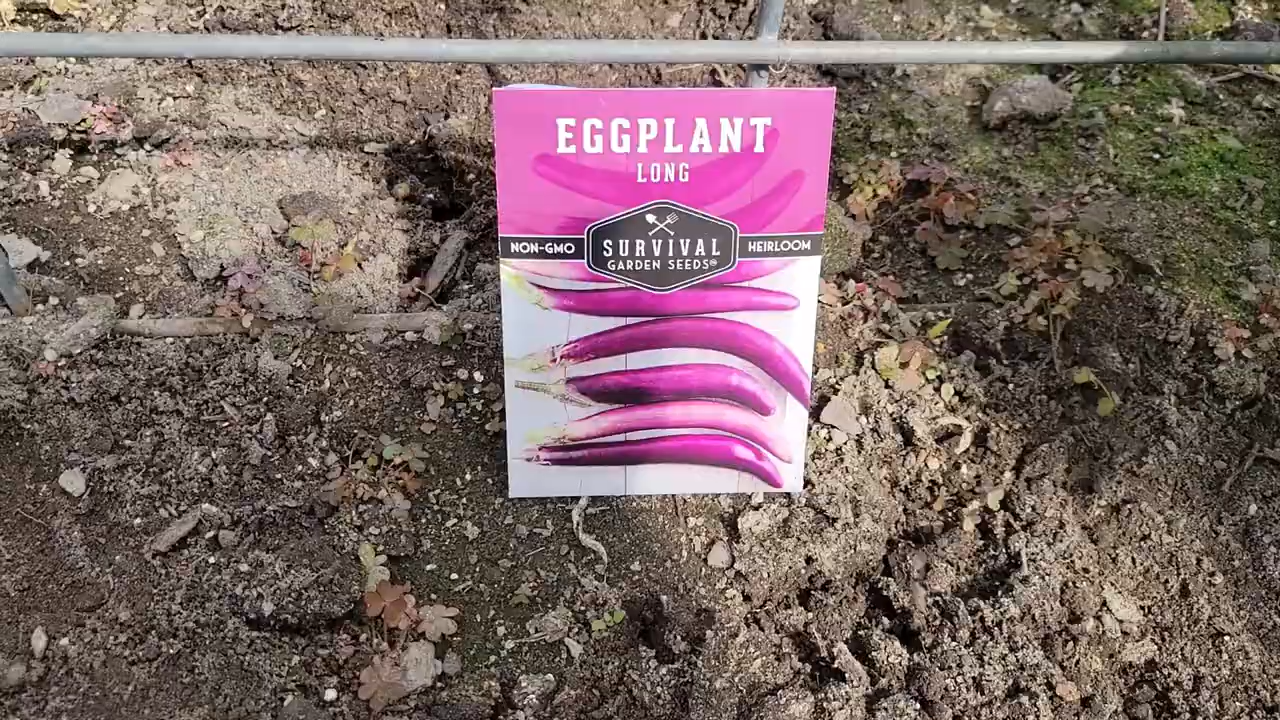 EGGPLANT
LONG
NON-GMO
SURVIVAL
GARDEN SEEDS
HEIRLOOM